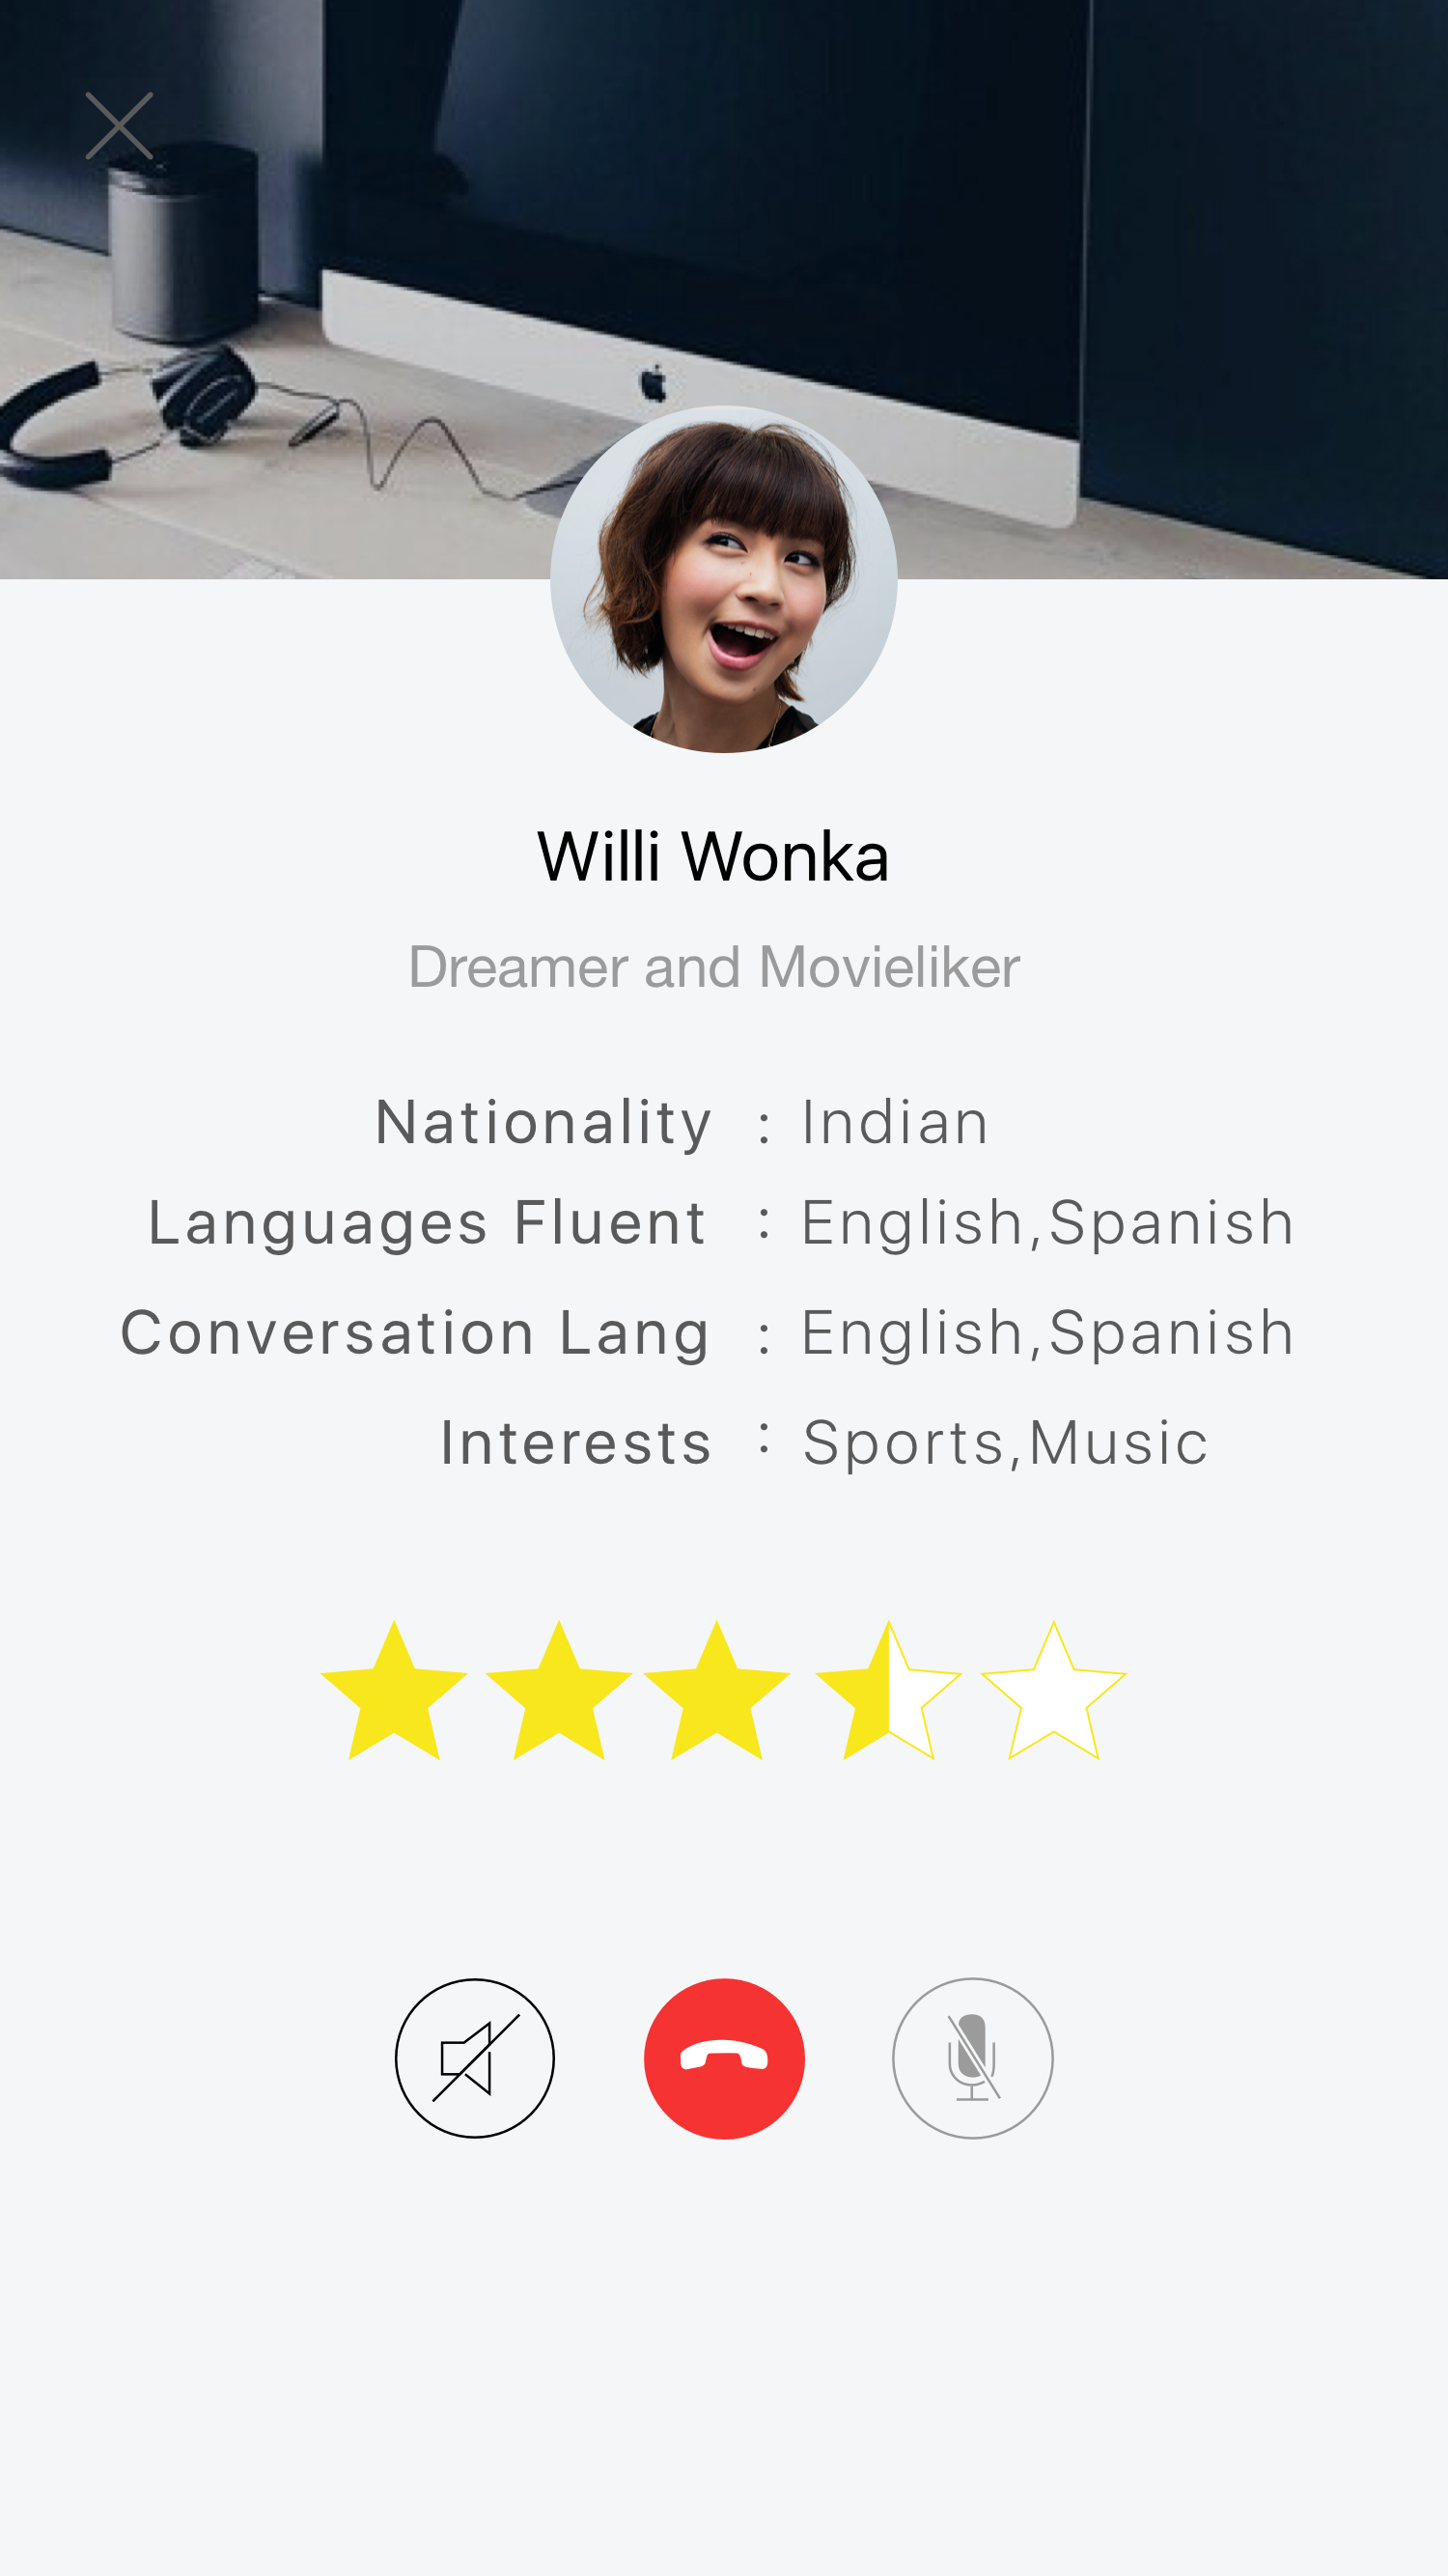 Willi Wonka
Dreamer and Movieliker
Nationality : Indian
Languages Fluent : English,Spanish
Conversation Lang : English,Spanish
Interests : Sports,Music